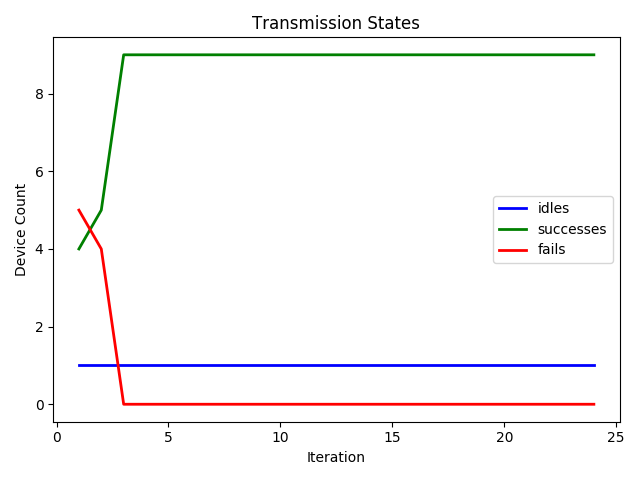 Transmission States
Device Count
8
6
4
2
0
idles
successes
fails
0 5 10 15 20 25
Iteration